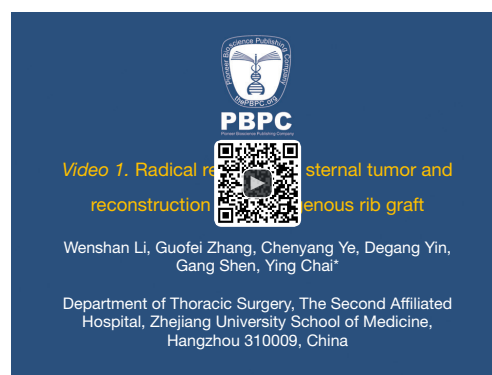 Pioneer Bioscience Publishing Company
thePBPC.org
PBPC
Pioneer Bioscience Publishing Company
Video 1. Radical sternal tumor and
reconstruction rib graft
Wenshan Li, Guofei Zhang, Chenyang Ye, Degang Yin,
Gang Shen, Ying Chai*
Department of Thoracic Surgery, The Second Affiliated
Hospital, Zhejiang University School of Medicine,
Hangzhou 310009, China